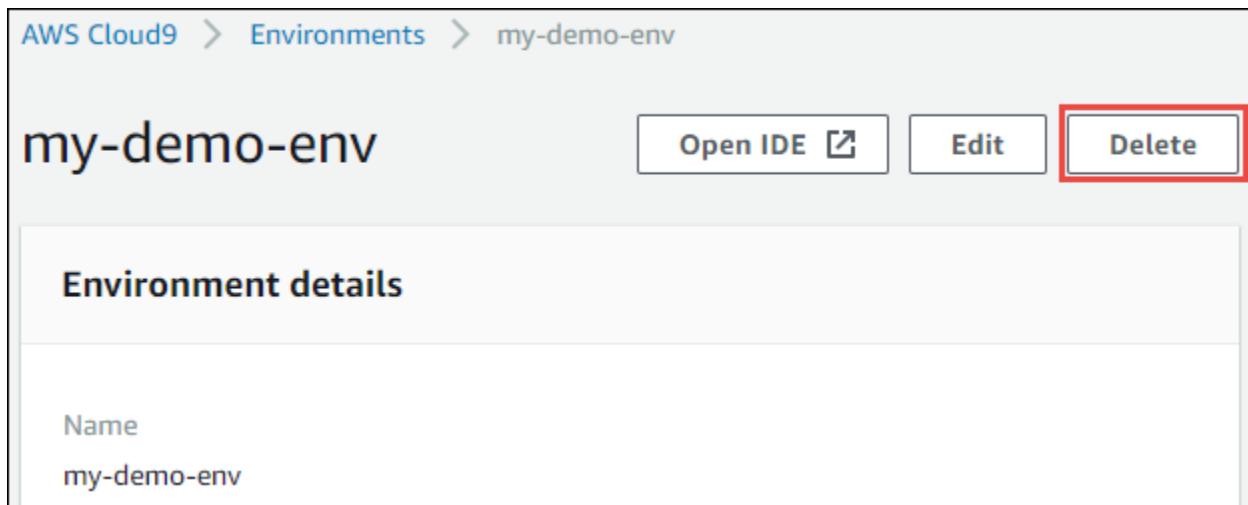 AWS Cloud9 > Environments > my-demo-env
my-demo-env Open IDE Edit Delete
Environment details
Name
my-demo-env